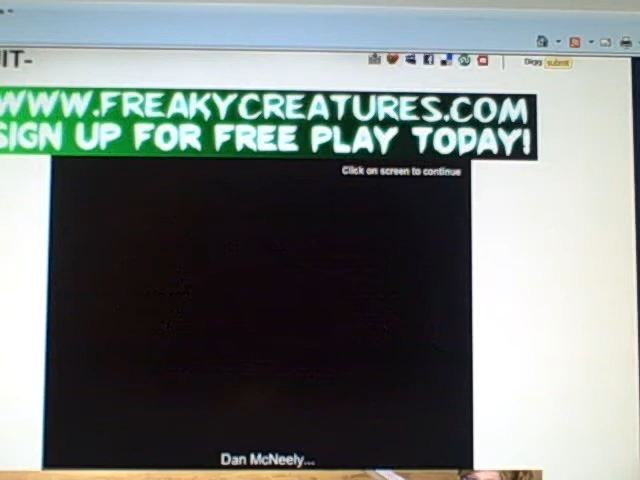 IT-
Digg submit
WWW.FREAKYCREATURES.COM
SIGN UP FOR FREE PLAY TODAY!
Click on screen to continue
Dan McNeely...